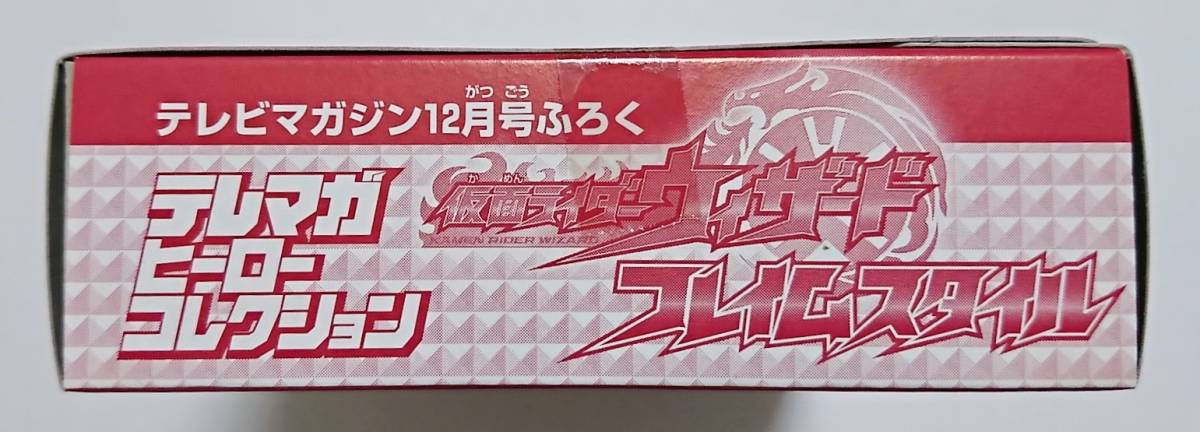 がつ ごう
テレビマガジン12月号ふろく
テレマガ
ヒーロー
コレクション
か めん
仮面ライダーウィザード
KAMEN RIDER WIZARD
フレイムスタイル